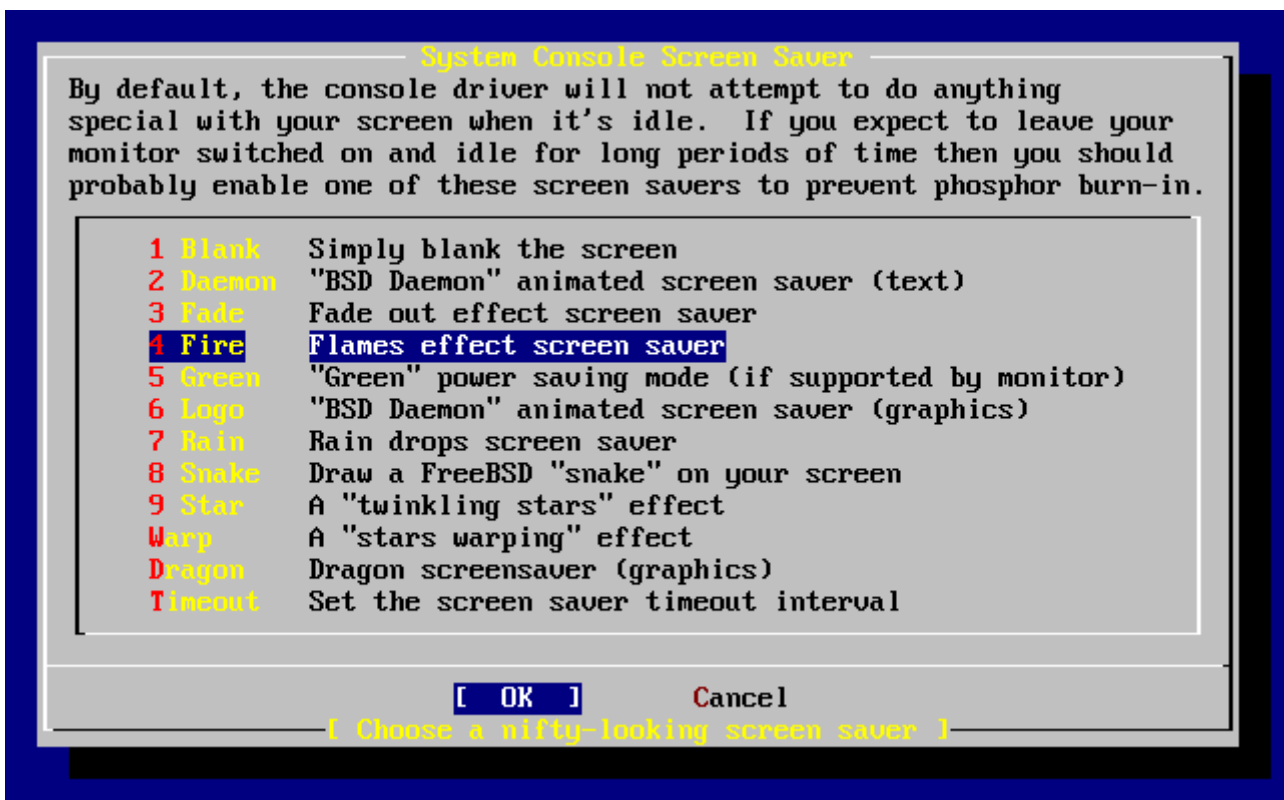 System Console Screen Saver
By default, the console driver will not attempt to do anything
special with your screen when it's idle.  If you expect to leave your
monitor switched on and idle for long periods of time then you should
probably enable one of these screen savers to prevent phosphor burn-in.
1 Blank   Simply blank the screen
2 Daemon  "BSD Daemon" animated screen saver (text)
3 Fade    Fade out effect screen saver
4 Fire    Flames effect screen saver
5 Green   "Green" power saving mode (if supported by monitor)
6 Logo    "BSD Daemon" animated screen saver (graphics)
7 Rain    Rain drops screen saver
8 Snake   Draw a FreeBSD "snake" on your screen
9 Star    A "twinkling stars" effect
Warp      A "stars warping" effect
Dragon    Dragon screensaver (graphics)
Timeout   Set the screen saver timeout interval
[  OK  ]       Cancel
[ Choose a nifty-looking screen saver ]